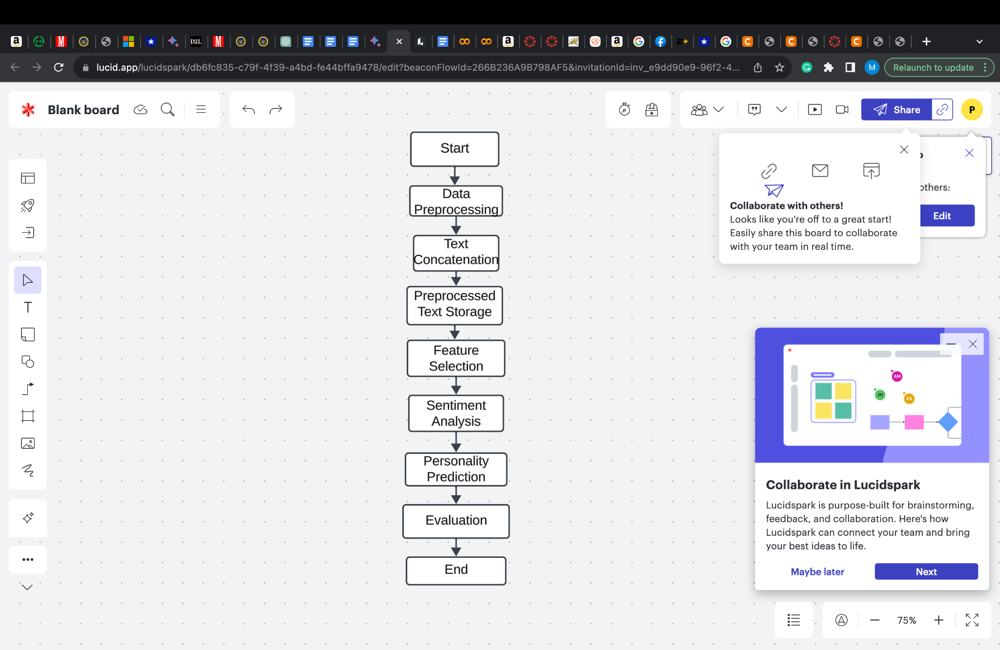 D2L
lucid.app/lucidspark/db6fc835-c79f-4f39-a4bd-fe44bffa9478/edit?beaconFlowId=266B236A9B798AF5&invitationId=inv_e9dd90e9-96f2-4...
M
Relaunch to update
Blank board
Share
P
Start
Data
Preprocessing
Text
Concatenation
Preprocessed
Text Storage
Feature
Selection
Sentiment
Analysis
Personality
Prediction
Evaluation
End
Collaborate with others!
Looks like you're off to a great start!
Easily share this board to collaborate
with your team in real time.
others:
Edit
AM
JH
ES
Collaborate in Lucidspark
Lucidspark is purpose-built for brainstorming,
feedback, and collaboration. Here's how
Lucidspark can connect your team and bring
your best ideas to life.
Maybe later
Next
75%